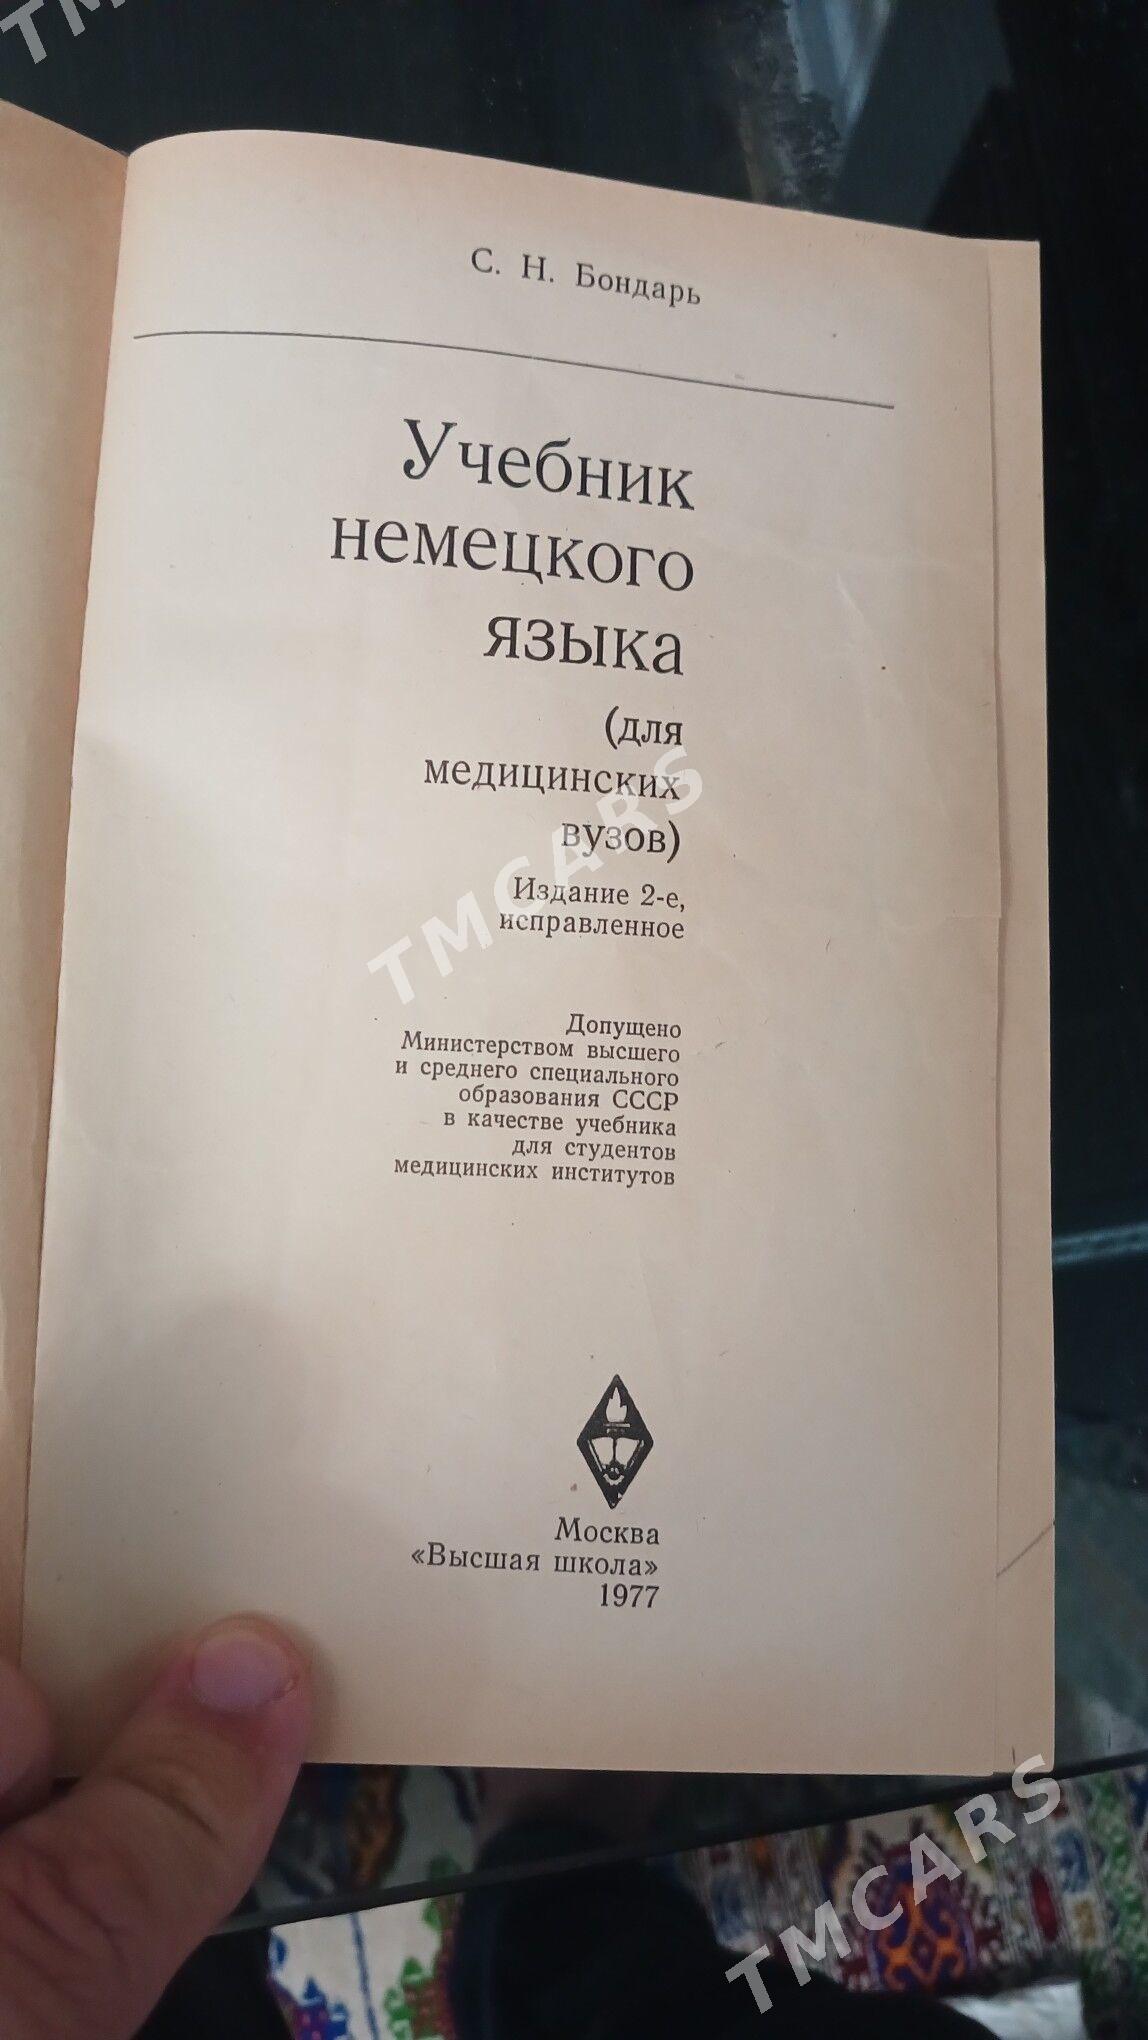 TM
С. Н. Бондарь
Учебник
немецкого
языка
(для
медицинских
вузов)
Издание 2-е,
исправленное
TMCARS
Допущено
Министерством высшего
и среднего специального
образования СССР
в качестве учебника
для студентов
медицинских институтов
Москва
«Высшая школа»
1977
TMCARS